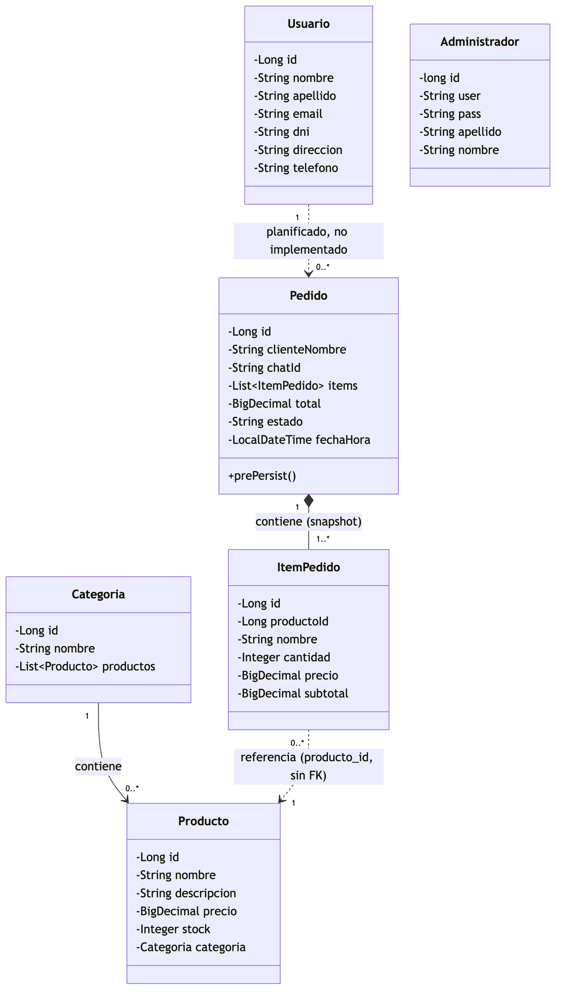 Usuario
-Long id
-String nombre
-String apellido
-String email
-String dni
-String direccion
-String telefono
Administrador
-long id
-String user
-String pass
-String apellido
-String nombre
1
planificado, no
implementado
0..*
Pedido
-Long id
-String clienteNombre
-String chatId
-List<ItemPedido> items
-BigDecimal total
-String estado
-LocalDateTime fechaHora
+prePersist()
1
contiene (snapshot)
1..*
ItemPedido
-Long id
-Long productoId
-String nombre
-Integer cantidad
-BigDecimal precio
-BigDecimal subtotal
Categoria
-Long id
-String nombre
-List<Producto> productos
1
contiene
0..*
0..*
referencia (producto_id,
sin FK)
1
Producto
-Long id
-String nombre
-String descripcion
-BigDecimal precio
-Integer stock
-Categoria categoria